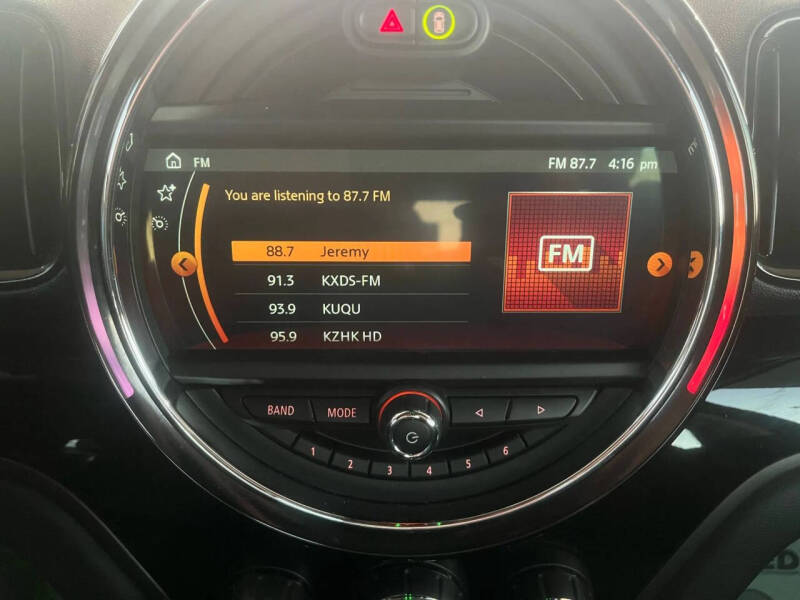 FM
FM 87.7 4:16 pm
You are listening to 87.7 FM
88.7 Jeremy
91.3 KXDS-FM
93.9 KUQU
95.9 KZHK HD
FM
BAND MODE
1 2 3 4 5 6
ED